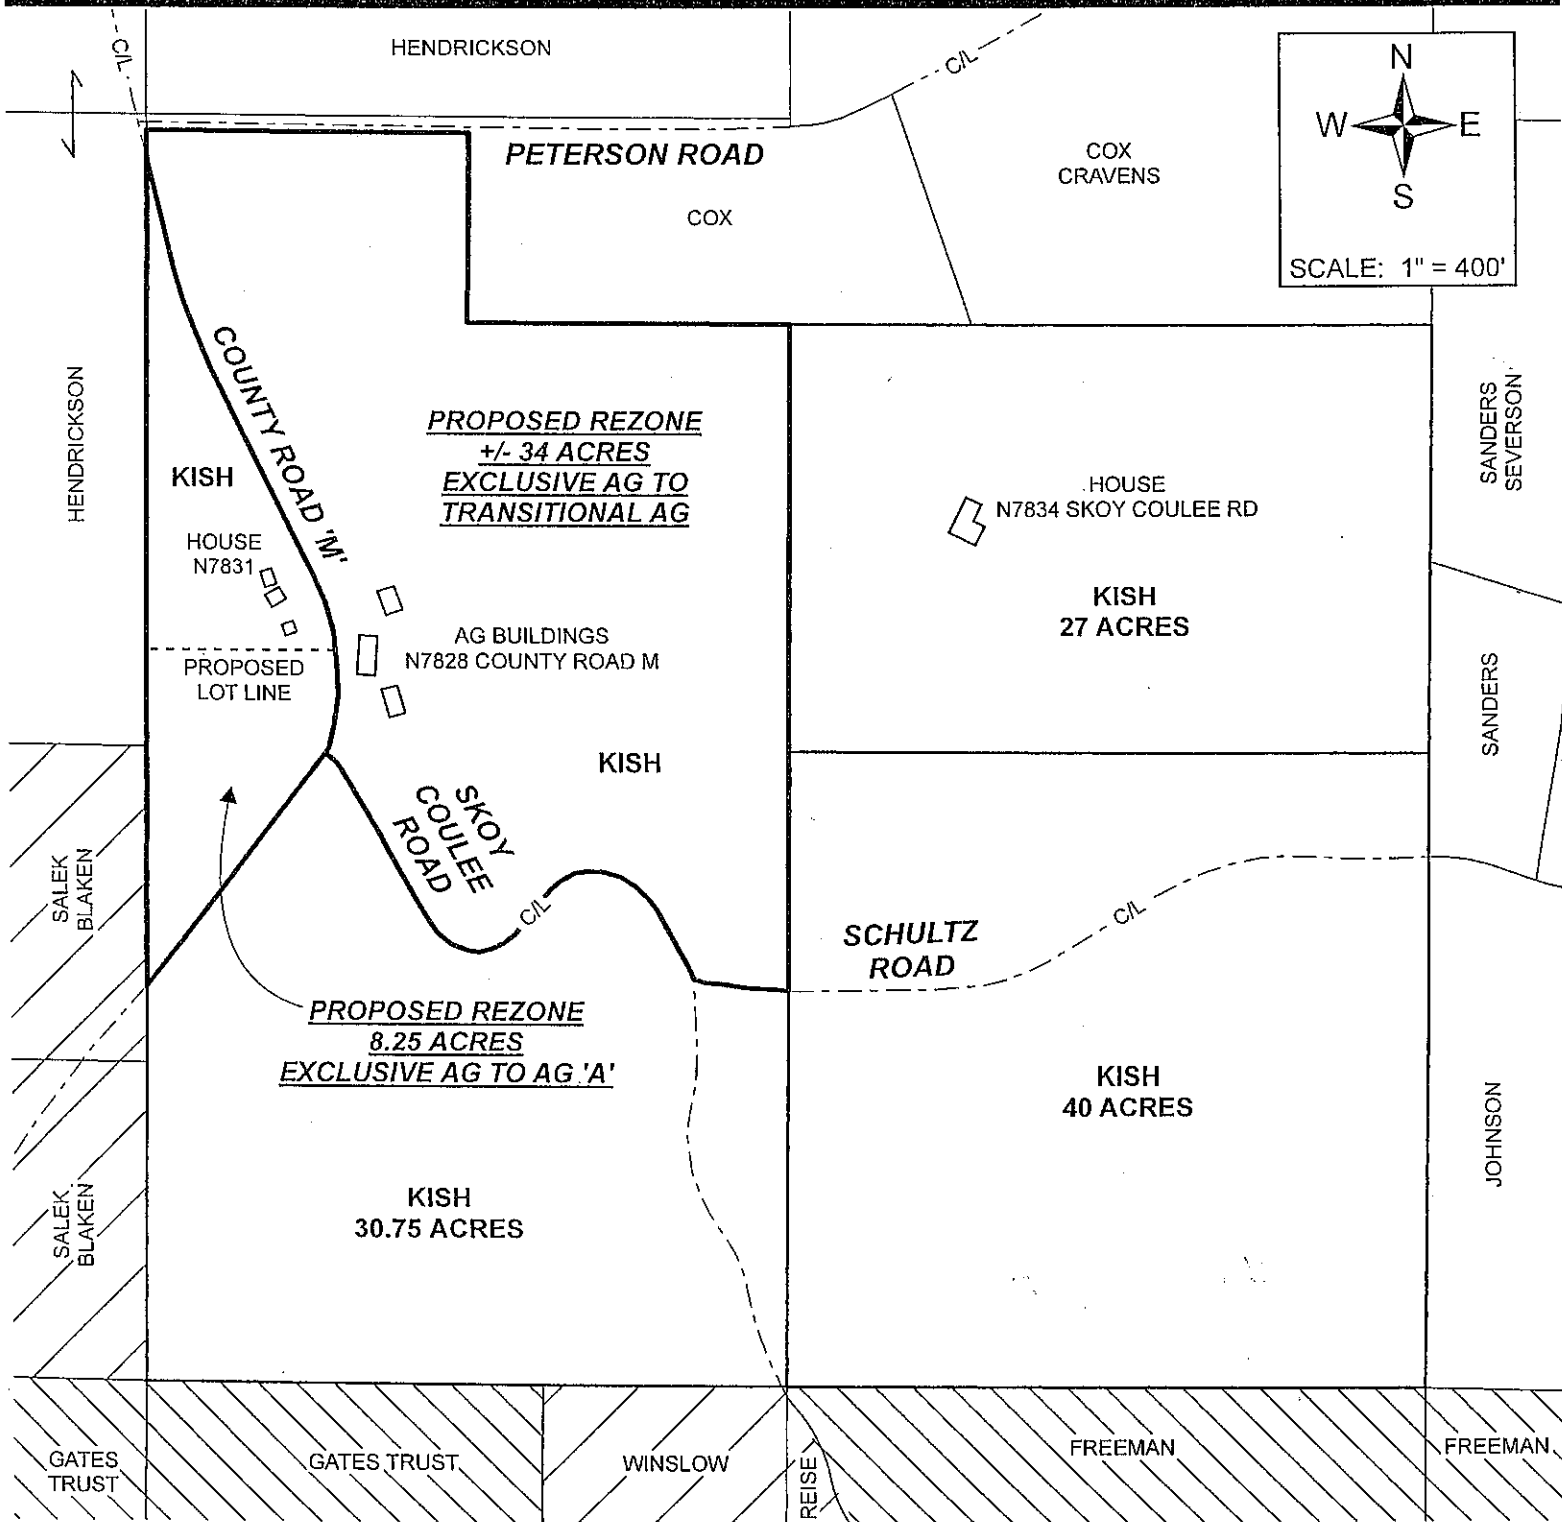 C/L
HENDRICKSON
C/L
N
W E
S
SCALE: 1" = 400'
PETERSON ROAD
COX
COX
CRAVENS
HENDRICKSON
COUNTY ROAD 'M'
KISH
PROPOSED REZONE
+/- 34 ACRES
EXCLUSIVE AG TO
TRANSITIONAL AG
SANDERS
SEVERSON
HOUSE
N7834 SKOY COULEE RD
HOUSE
N7831
KISH
27 ACRES
AG BUILDINGS
N7828 COUNTY ROAD M
PROPOSED
LOT LINE
SANDERS
KISH
SKOY
COULEE
ROAD
SALEK
BLAKEN
C/L
C/L
SCHULTZ
ROAD
PROPOSED REZONE
8.25 ACRES
EXCLUSIVE AG TO AG 'A'
KISH
40 ACRES
JOHNSON
SALEK
BLAKEN
KISH
30.75 ACRES
GATES
TRUST
GATES TRUST
WINSLOW
REISE
FREEMAN
FREEMAN